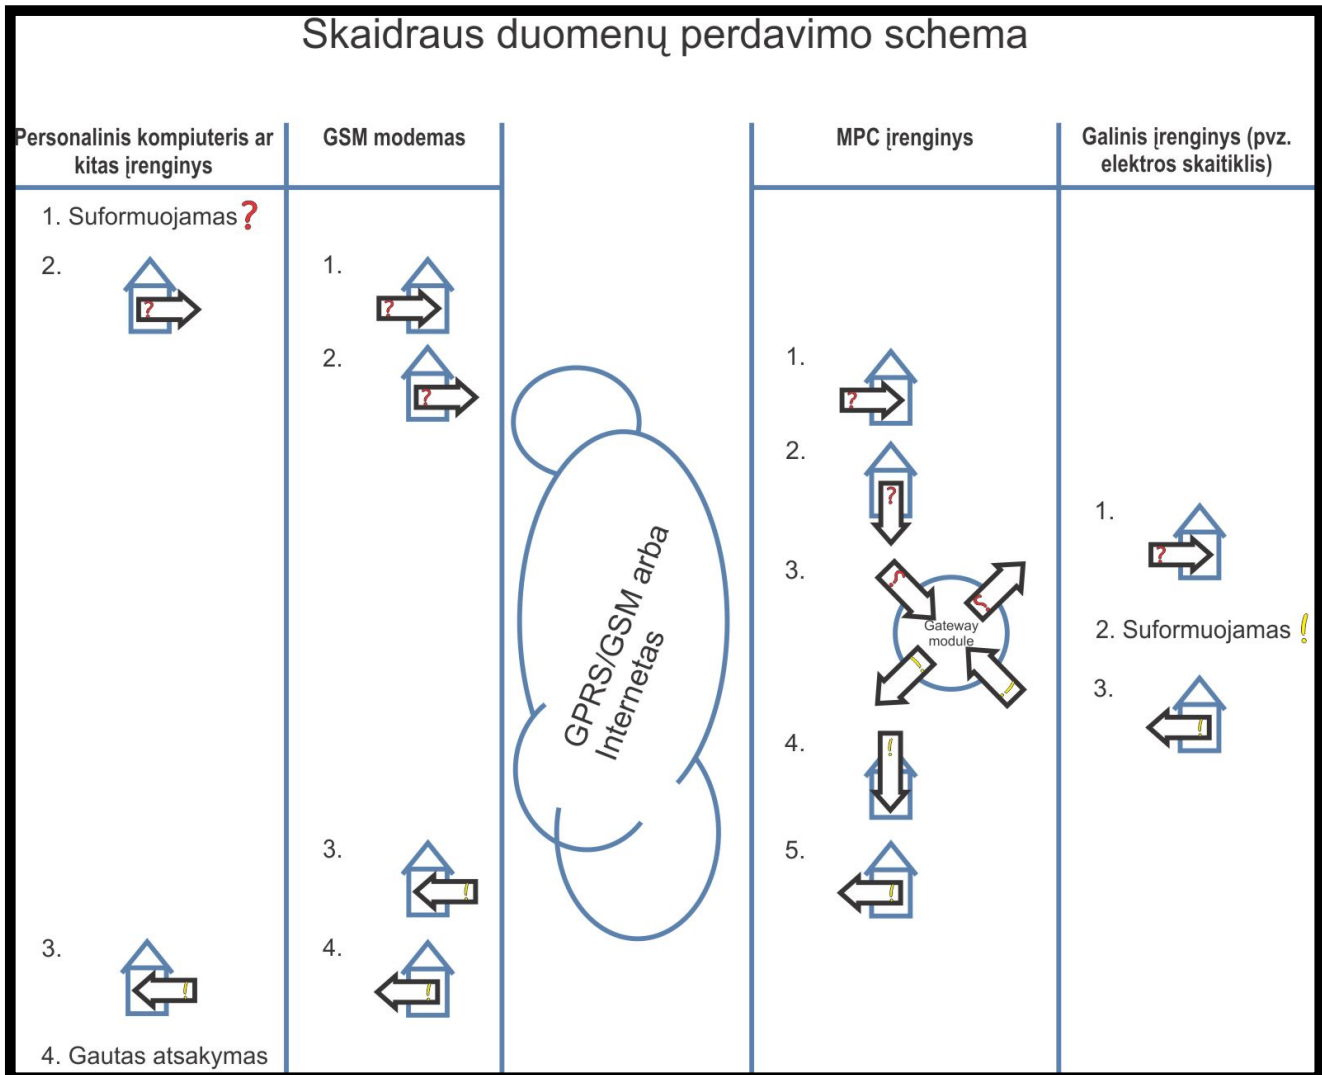 Skaidraus duomenų perdavimo schema
Personalinis kompiuteris ar
kitas įrenginys
GSM modemas
MPC įrenginys
Galinis įrenginys (pvz.
elektros skaitiklis)
1. Suformuojamas ?
2.
?
3.
!
4. Gautas atsakymas
1.
?
2.
?
3.
!
4.
!
GPRS/GSM arba
Internetas
1.
?
2.
?
3.
?
?
Gateway
module
!
!
4.
!
5.
!
1.
?
2. Suformuojamas !
3.
!